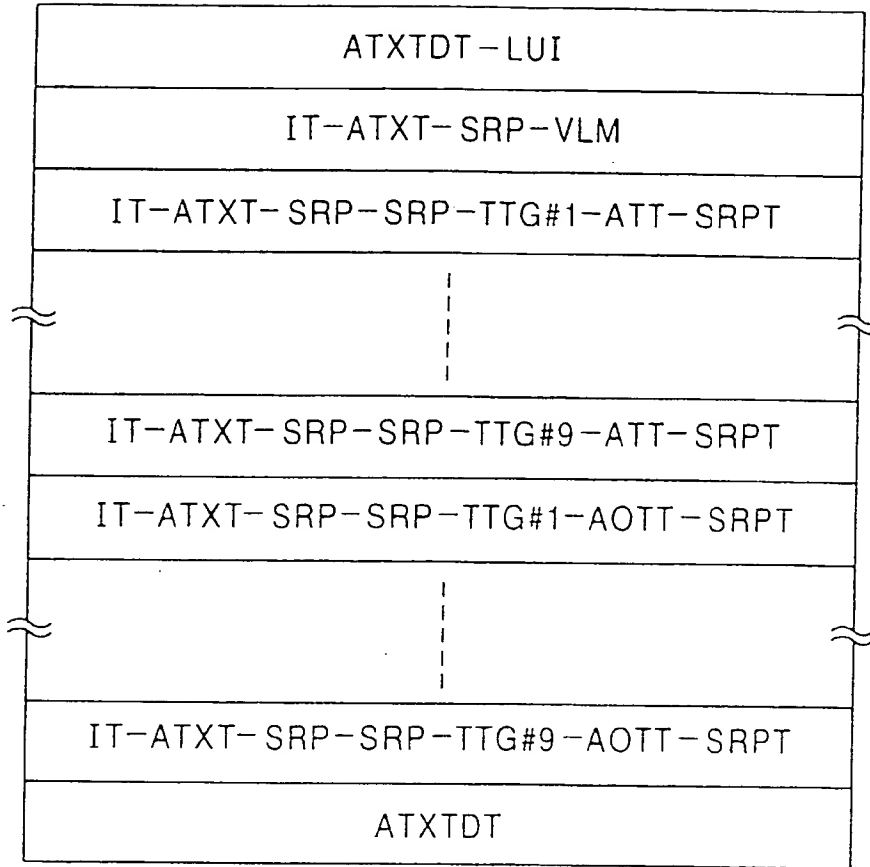 ATXTDT-LUI
IT-ATXT-SRP-VLM
IT-ATXT-SRP-SRP-TTG#1-ATT-SRPT
IT-ATXT-SRP-SRP-TTG#9-ATT-SRPT
IT-ATXT-SRP-SRP-TTG#1-AOTT-SRPT
IT-ATXT-SRP-SRP-TTG#9-AOTT-SRPT
ATXTDT